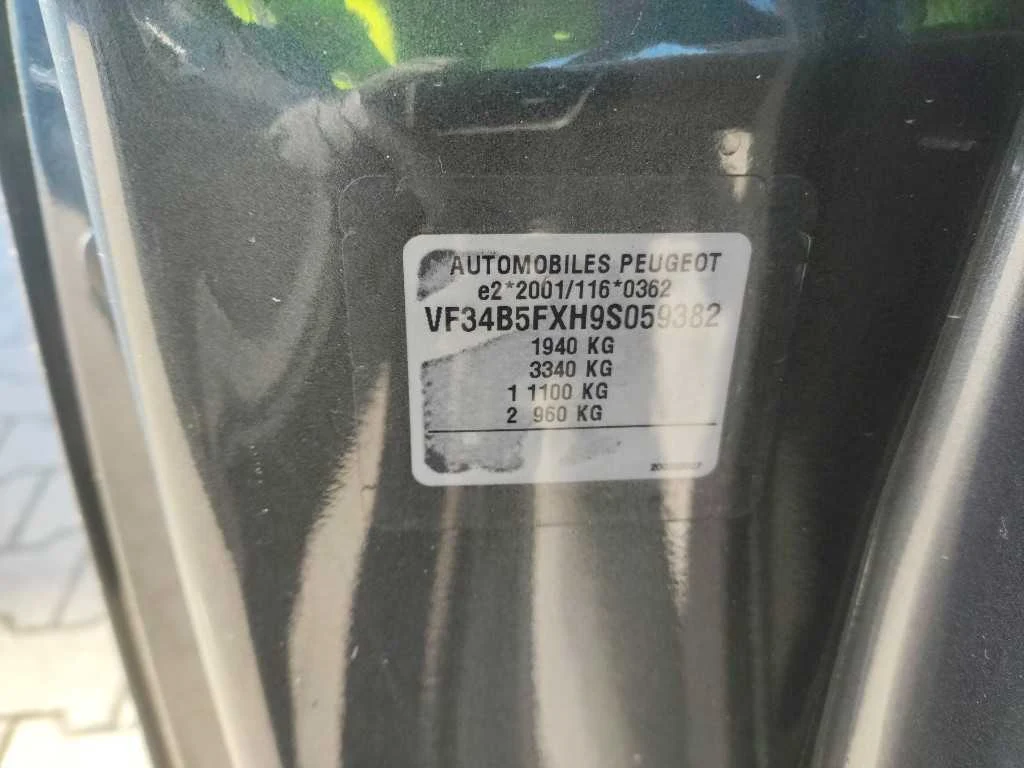 AUTOMOBILES PEUGEOT
e2*2001/116*0362
VF34B5FXH9S059382
1940 KG
3340 KG
1 1100 KG
2 960 KG